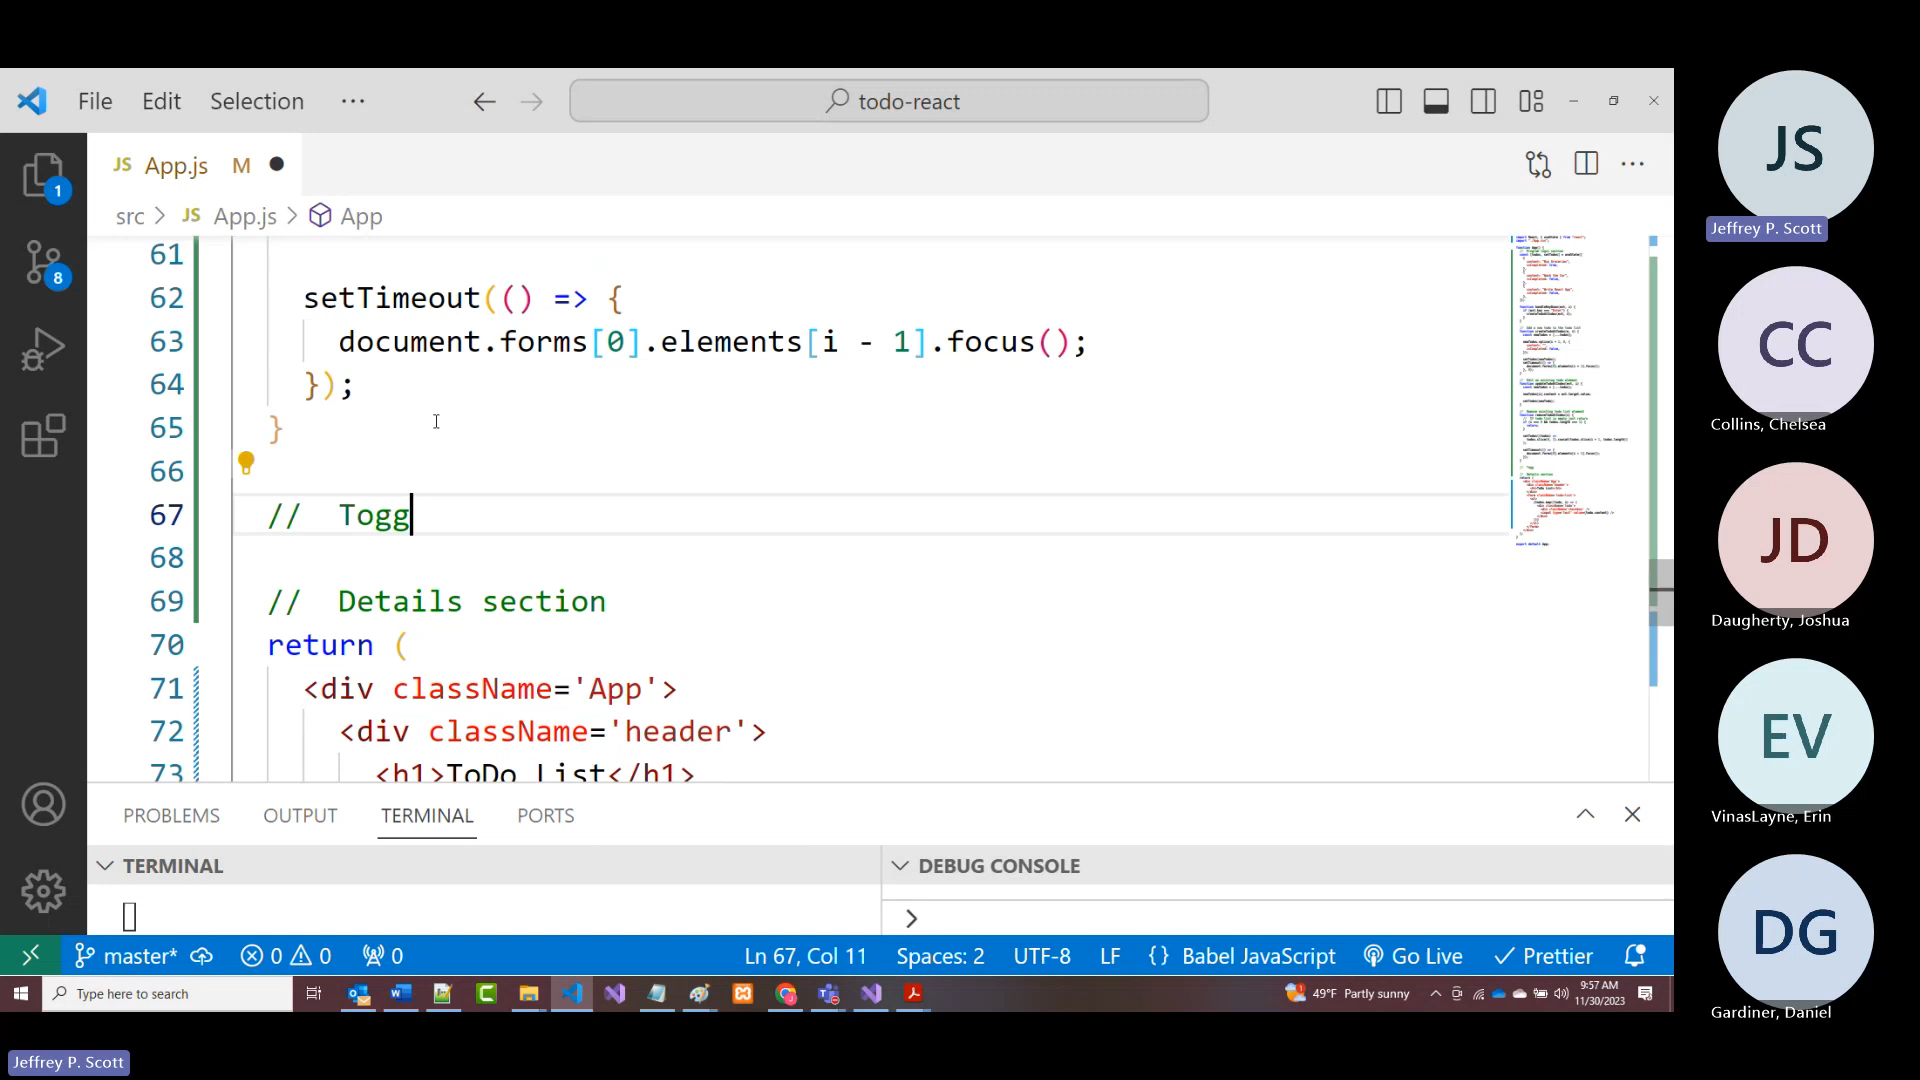 File Edit Selection ··· todo-react
JS App.js M
src > JS App.js > App
61
62 setTimeout(() => {
63 document.forms[0].elements[i - 1].focus();
64 });
65 }
66
67 // Togg
68
69 // Details section
70 return (
71 <div className='App'>
72 <div className='header'>
73 <h1>ToDo List</h1>
PROBLEMS OUTPUT TERMINAL PORTS
TERMINAL
DEBUG CONSOLE
>
master* 0 0 0 Ln 67, Col 11 Spaces: 2 UTF-8 LF {} Babel JavaScript Go Live Prettier
Type here to search
49°F Partly sunny
9:57 AM
11/30/2023
1
8
JS
Jeffrey P. Scott
CC
Collins, Chelsea
JD
Daugherty, Joshua
EV
VinasLayne, Erin
DG
Gardiner, Daniel
Jeffrey P. Scott